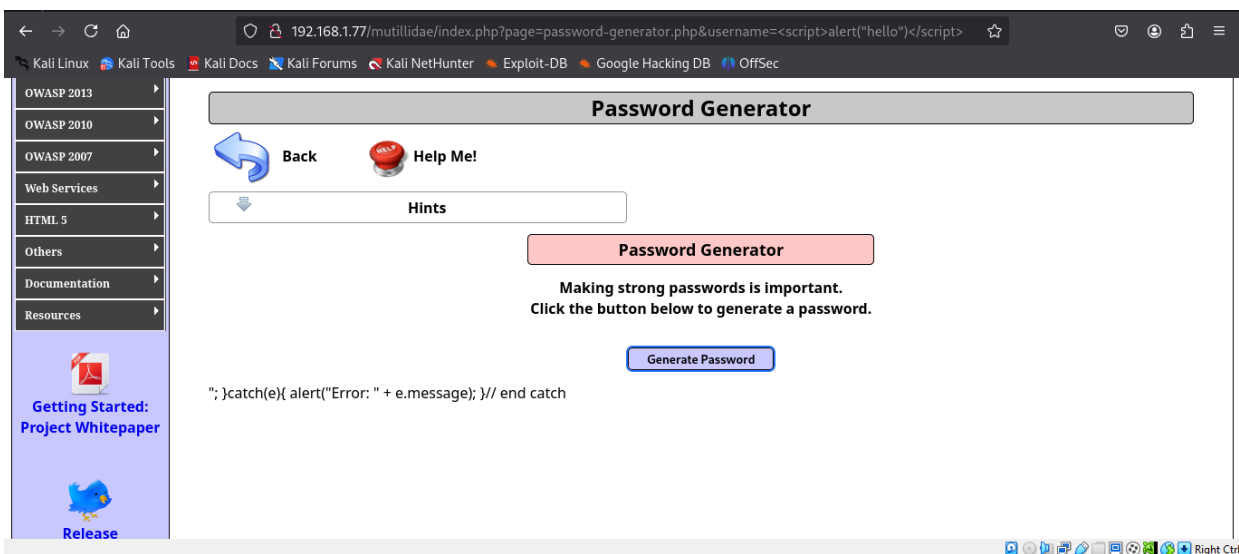 192.168.1.77/mutillidae/index.php?page=password-generator.php&username=<script>alert("hello")</script>
Kali Linux Kali Tools Kali Docs Kali Forums Kali NetHunter Exploit-DB Google Hacking DB OffSec
OWASP 2013
OWASP 2010
OWASP 2007
Web Services
HTML 5
Others
Documentation
Resources
Getting Started:
Project Whitepaper
Release
Password Generator
Back
HELP
Help Me!
Hints
Password Generator
Making strong passwords is important.
Click the button below to generate a password.
Generate Password
"; }catch(e){ alert("Error: " + e.message); }// end catch
Right Ctrl